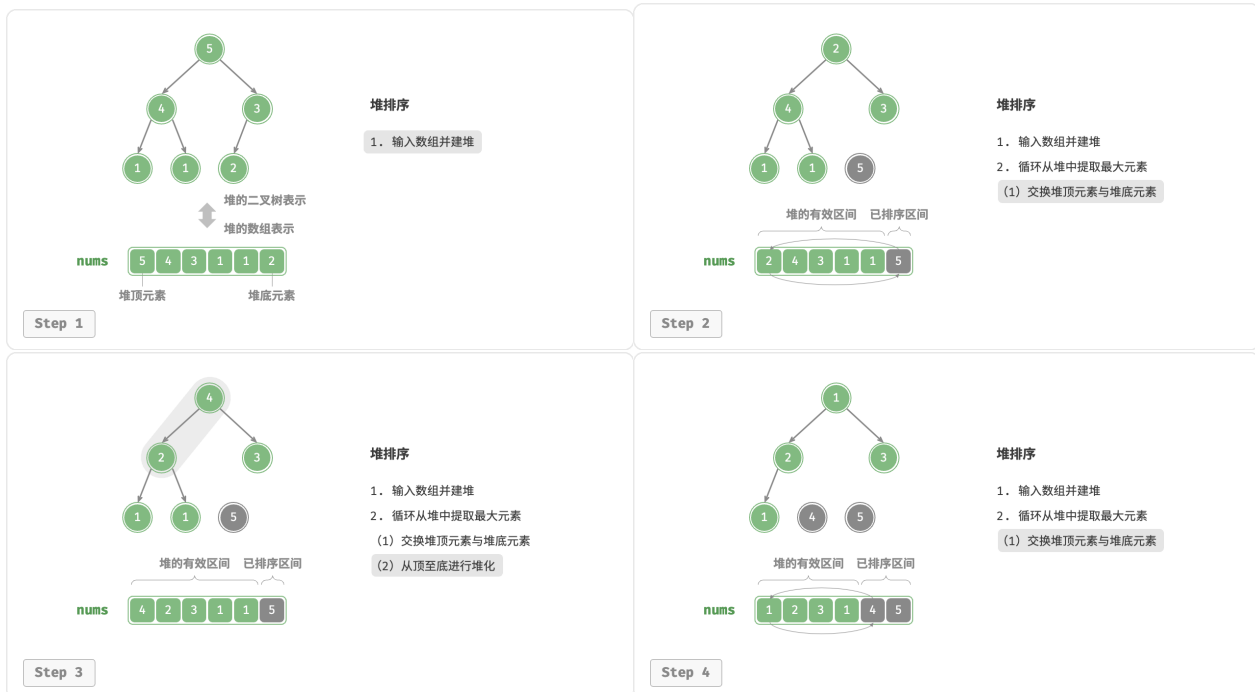 5
4
3
1
1
2
堆的二叉树表示
堆的数组表示
nums
5 4 3 1 1 2
堆顶元素
堆底元素
堆排序
1. 输入数组并建堆
Step 1
2
4
3
1
1
5
堆的有效区间
已排序区间
nums
2 4 3 1 1 5
堆排序
1. 输入数组并建堆
2. 循环从堆中提取最大元素
（1）交换堆顶元素与堆底元素
Step 2
4
2
3
1
1
5
堆的有效区间
已排序区间
nums
4 2 3 1 1 5
堆排序
1. 输入数组并建堆
2. 循环从堆中提取最大元素
（1）交换堆顶元素与堆底元素
（2）从顶至底进行堆化
Step 3
1
2
3
1
4
5
堆的有效区间
已排序区间
nums
1 2 3 1 4 5
堆排序
1. 输入数组并建堆
2. 循环从堆中提取最大元素
（1）交换堆顶元素与堆底元素
Step 4